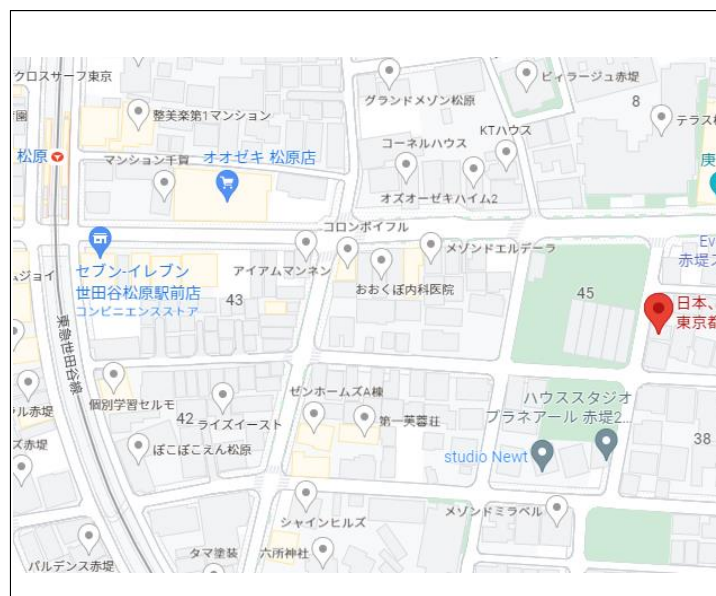 クロスサーフ東京
ビィラージュ赤堤
グランドメゾン松原
8
整美楽第1マンション
テラス
KTハウス
コーネルハウス
松原
オオゼキ 松原店
マンション千賀
オズオーゼキハイム2
コロンボイフル
メゾンドエルデーラ
Ev
赤堤ス
セブン-イレブン
世田谷松原駅前店
コンビニエンスストア
アイアムマンネン
おおくぼ内科医院
ムジョイ
43
45
日本、
東京都
東急世田谷線
個別学習セルモ
ゼンホームズA棟
ハウススタジオ
プラネアール 赤堤2...
ラル赤堤
42
ライズイースト
第一芙蓉荘
38
ズ赤堤
ぽこぽこえん松原
studio Newt
シャインヒルズ
メゾンドミラベル
タマ塗装
六所神社
パルデンス赤堤